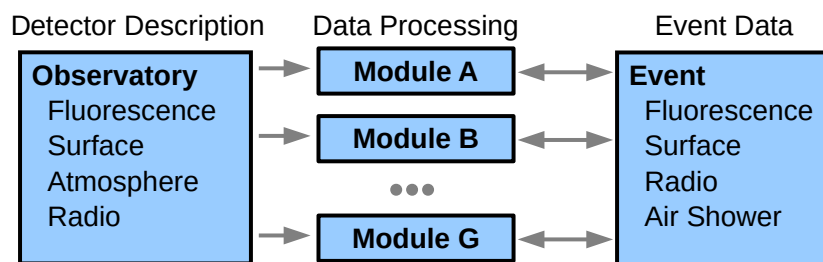 Detector Description
Data Processing
Event Data
Observatory
Fluorescence
Surface
Atmosphere
Radio
Module A
Module B
Module G
Event
Fluorescence
Surface
Radio
Air Shower